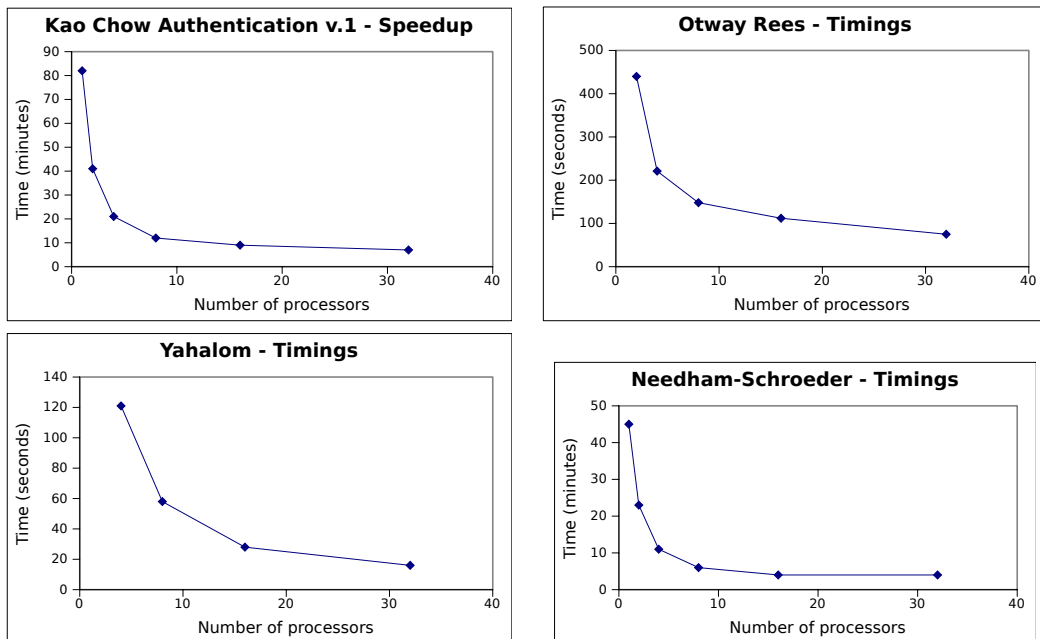 Kao Chow Authentication v.1 - Speedup
90
80
70
60
50
40
30
20
10
0
Time (minutes)
0 10 20 30 40
Number of processors
Otway Rees - Timings
500
400
300
200
100
0
Time (seconds)
0 10 20 30 40
Number of processors
Yahalom - Timings
140
120
100
80
60
40
20
0
Time (seconds)
0 10 20 30 40
Number of processors
Needham-Schroeder - Timings
50
40
30
20
10
0
Time (minutes)
0 10 20 30 40
Number of processors